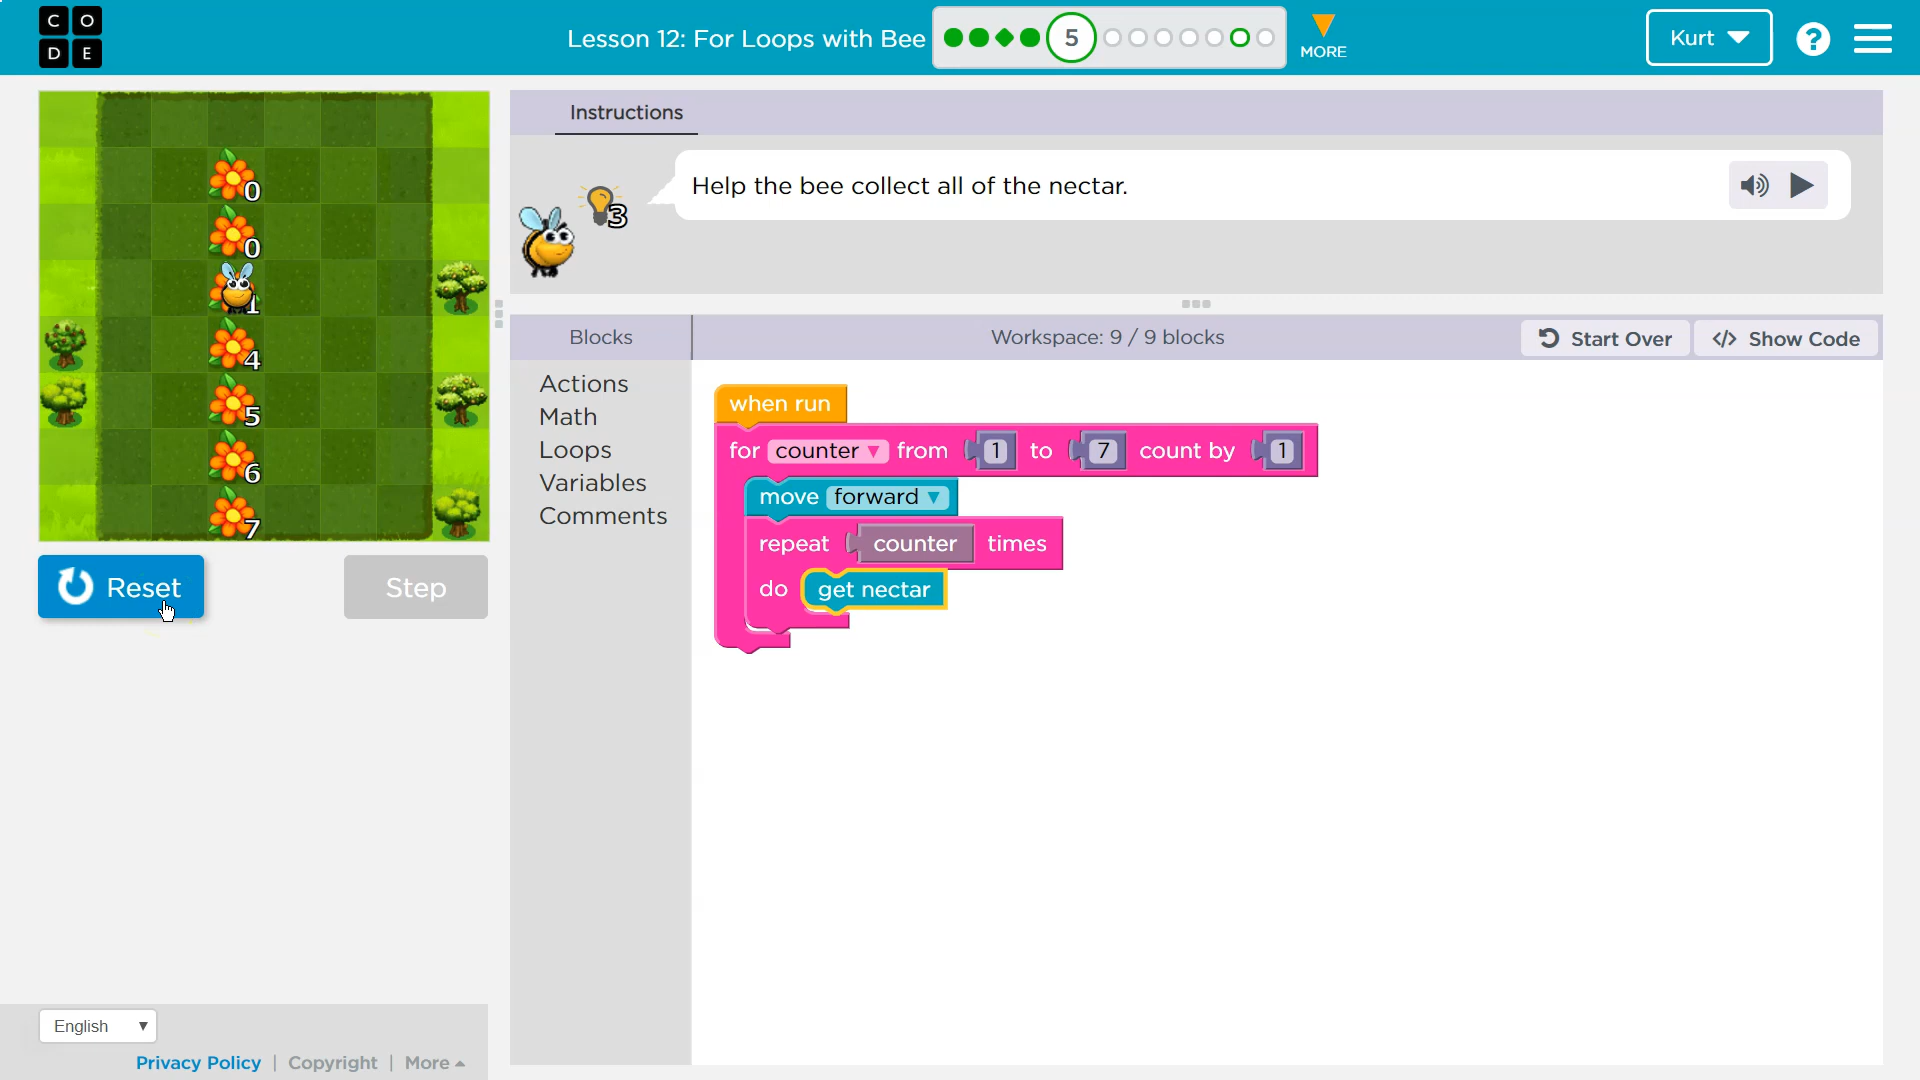 C O
D E
Lesson 12: For Loops with Bee
5
MORE
Kurt
?
0
0
1
4
5
6
7
Reset
Step
Instructions
3
Help the bee collect all of the nectar.
Blocks
Workspace: 9 / 9 blocks
Start Over
</> Show Code
Actions
Math
Loops
Variables
Comments
when run
for counter ▼ from 1 to 7 count by 1
move forward ▼
repeat counter times
do get nectar
English ▼
Privacy Policy | Copyright | More